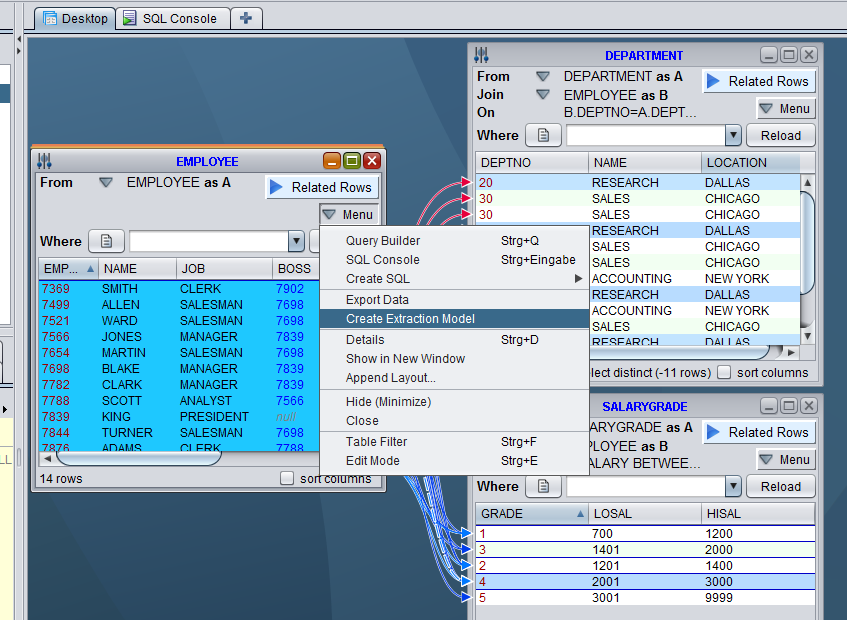 Desktop
SQL Console
EMPLOYEE
From EMPLOYEE as A
Related Rows
Menu
Where
EMP... NAME JOB BOSS
7369 SMITH CLERK 7902
7499 ALLEN SALESMAN 7698
7521 WARD SALESMAN 7698
7566 JONES MANAGER 7839
7654 MARTIN SALESMAN 7698
7698 BLAKE MANAGER 7839
7782 CLARK MANAGER 7839
7788 SCOTT ANALYST 7566
7839 KING PRESIDENT null
7844 TURNER SALESMAN 7698
7876 ADAMS CLERK 7788
14 rows sort columns
Query Builder Strg+Q
SQL Console Strg+Eingabe
Create SQL
Export Data
Create Extraction Model
Details Strg+D
Show in New Window
Append Layout...
Hide (Minimize)
Close
Table Filter Strg+F
Edit Mode Strg+E
DEPARTMENT
From DEPARTMENT as A
Join EMPLOYEE as B
On B.DEPTNO=A.DEPT...
Related Rows
Menu
Where Reload
DEPTNO NAME LOCATION
20 RESEARCH DALLAS
30 SALES CHICAGO
30 SALES CHICAGO
RESEARCH DALLAS
SALES CHICAGO
SALES CHICAGO
ACCOUNTING NEW YORK
RESEARCH DALLAS
ACCOUNTING NEW YORK
SALES CHICAGO
RESEARCH DALLAS
lect distinct (-11 rows) sort columns
SALARYGRADE
ARYGRADE as A
PLOYEE as B
ALARY BETWEE...
Related Rows
Menu
Where Reload
GRADE LOSAL HISAL
1 700 1200
3 1401 2000
2 1201 1400
4 2001 3000
5 3001 9999
LL